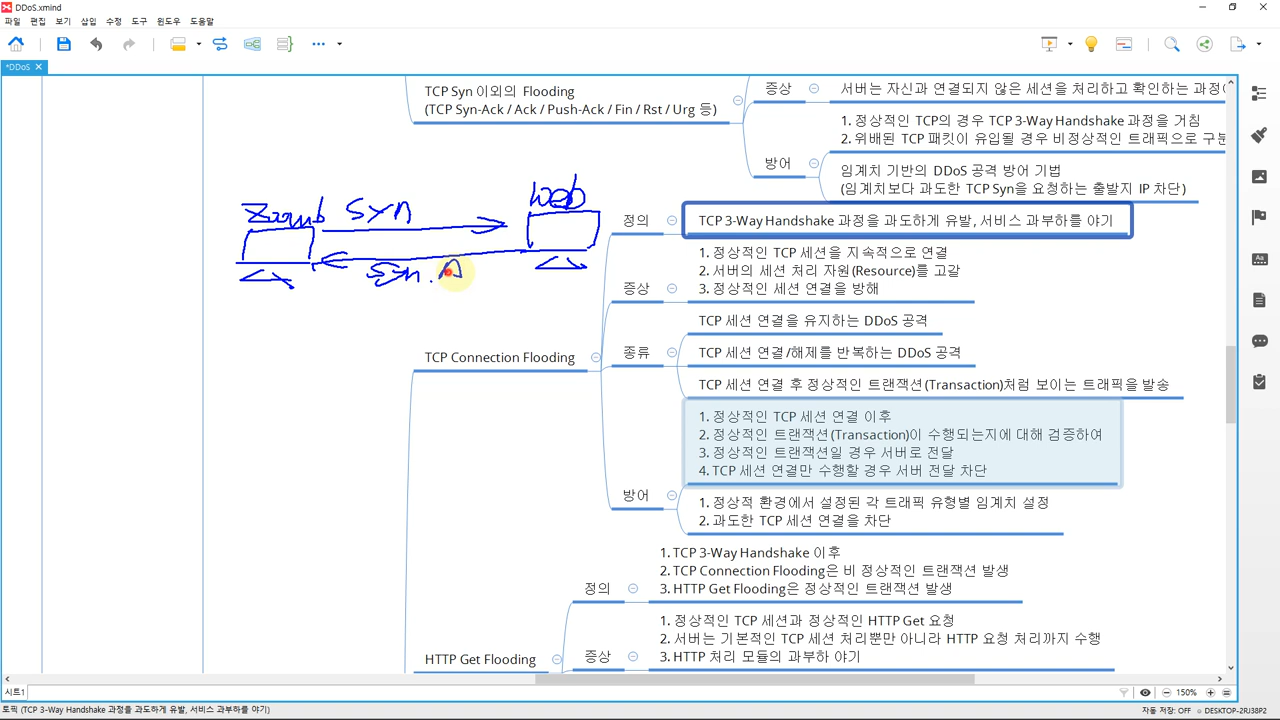 DDoS.xmind
파일 편집 보기 삽입 수정 도구 윈도우 도움말
*DDoS
TCP Syn 이외의 Flooding
(TCP Syn-Ack / Ack / Push-Ack / Fin / Rst / Urg 등)
증상
서버는 자신과 연결되지 않은 세션을 처리하고 확인하는 과정
방어
1. 정상적인 TCP의 경우 TCP 3-Way Handshake 과정을 거침
2. 위배된 TCP 패킷이 유입될 경우 비정상적인 트래픽으로 구분
임계치 기반의 DDoS 공격 방어 기법
(임계치보다 과도한 TCP Syn을 요청하는 출발지 IP 차단)
Zoomb SYN Web
Syn. A
TCP Connection Flooding
정의
TCP 3-Way Handshake 과정을 과도하게 유발, 서비스 과부하를 야기
증상
1. 정상적인 TCP 세션을 지속적으로 연결
2. 서버의 세션 처리 자원(Resource)를 고갈
3. 정상적인 세션 연결을 방해
종류
TCP 세션 연결을 유지하는 DDoS 공격
TCP 세션 연결/해제를 반복하는 DDoS 공격
TCP 세션 연결 후 정상적인 트랜잭션(Transaction)처럼 보이는 트래픽을 발송
방어
1. 정상적인 TCP 세션 연결 이후
2. 정상적인 트랜잭션(Transaction)이 수행되는지에 대해 검증하여
3. 정상적인 트랜잭션일 경우 서버로 전달
4. TCP 세션 연결만 수행할 경우 서버 전달 차단
1. 정상적 환경에서 설정된 각 트래픽 유형별 임계치 설정
2. 과도한 TCP 세션 연결을 차단
HTTP Get Flooding
정의
1. TCP 3-Way Handshake 이후
2. TCP Connection Flooding은 비 정상적인 트랜잭션 발생
3. HTTP Get Flooding은 정상적인 트랜잭션 발생
증상
1. 정상적인 TCP 세션과 정상적인 HTTP Get 요청
2. 서버는 기본적인 TCP 세션 처리뿐만 아니라 HTTP 요청 처리까지 수행
3. HTTP 처리 모듈의 과부하 야기
시트1
150%
토픽 (TCP 3-Way Handshake 과정을 과도하게 유발, 서비스 과부하를 야기)
자동 저장: OFF DESKTOP-2RJ38P2